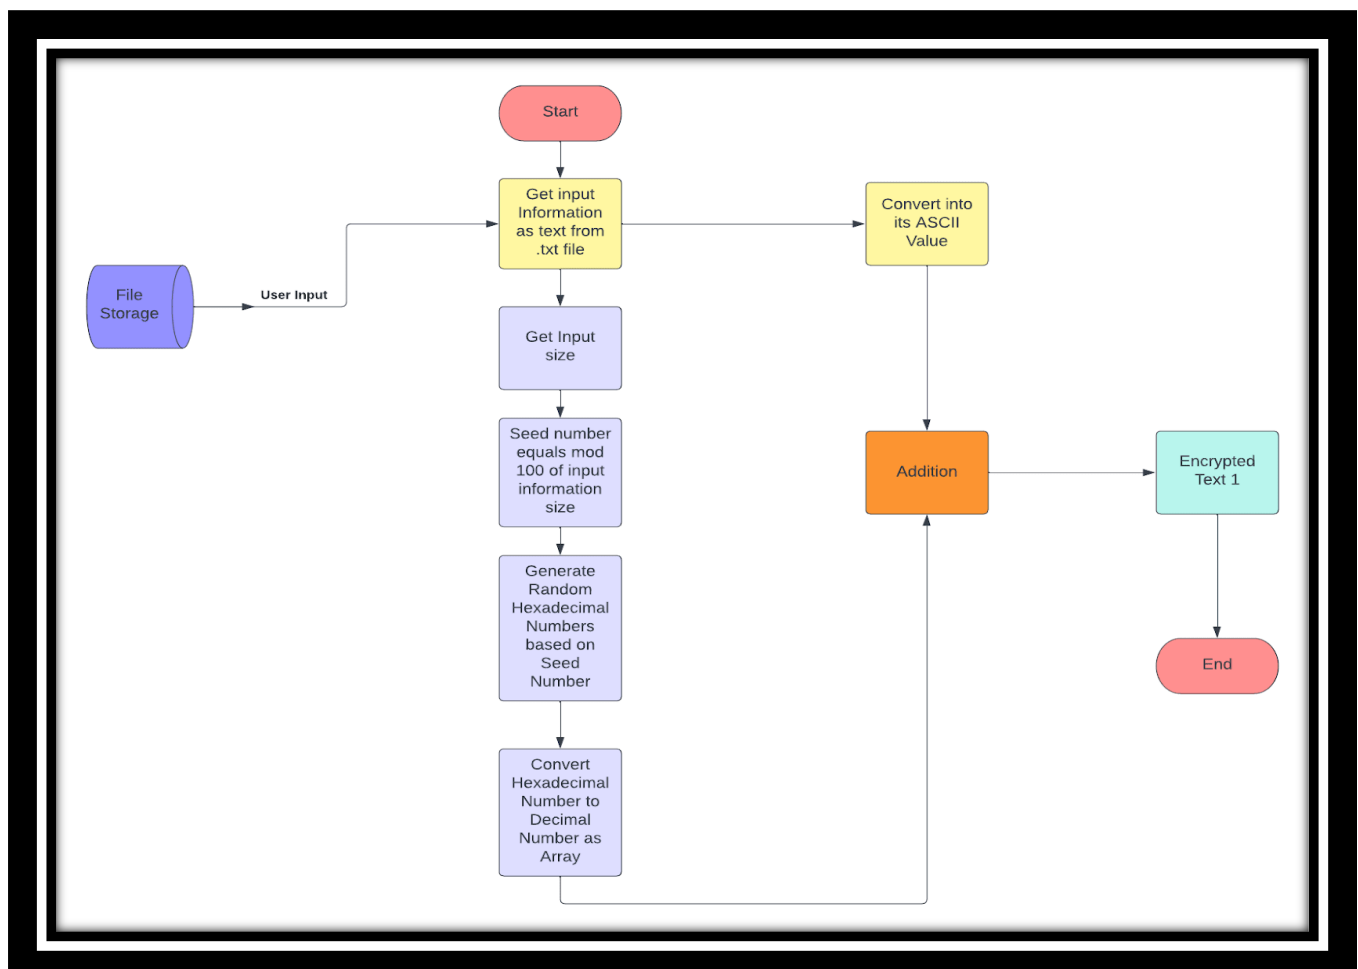 Start
Get input
Information
as text from
.txt file
Convert into
its ASCII
Value
File
Storage
User Input
Get Input
size
Seed number
equals mod
100 of input
information
size
Addition
Encrypted
Text 1
Generate
Random
Hexadecimal
Numbers
based on
Seed
Number
End
Convert
Hexadecimal
Number to
Decimal
Number as
Array